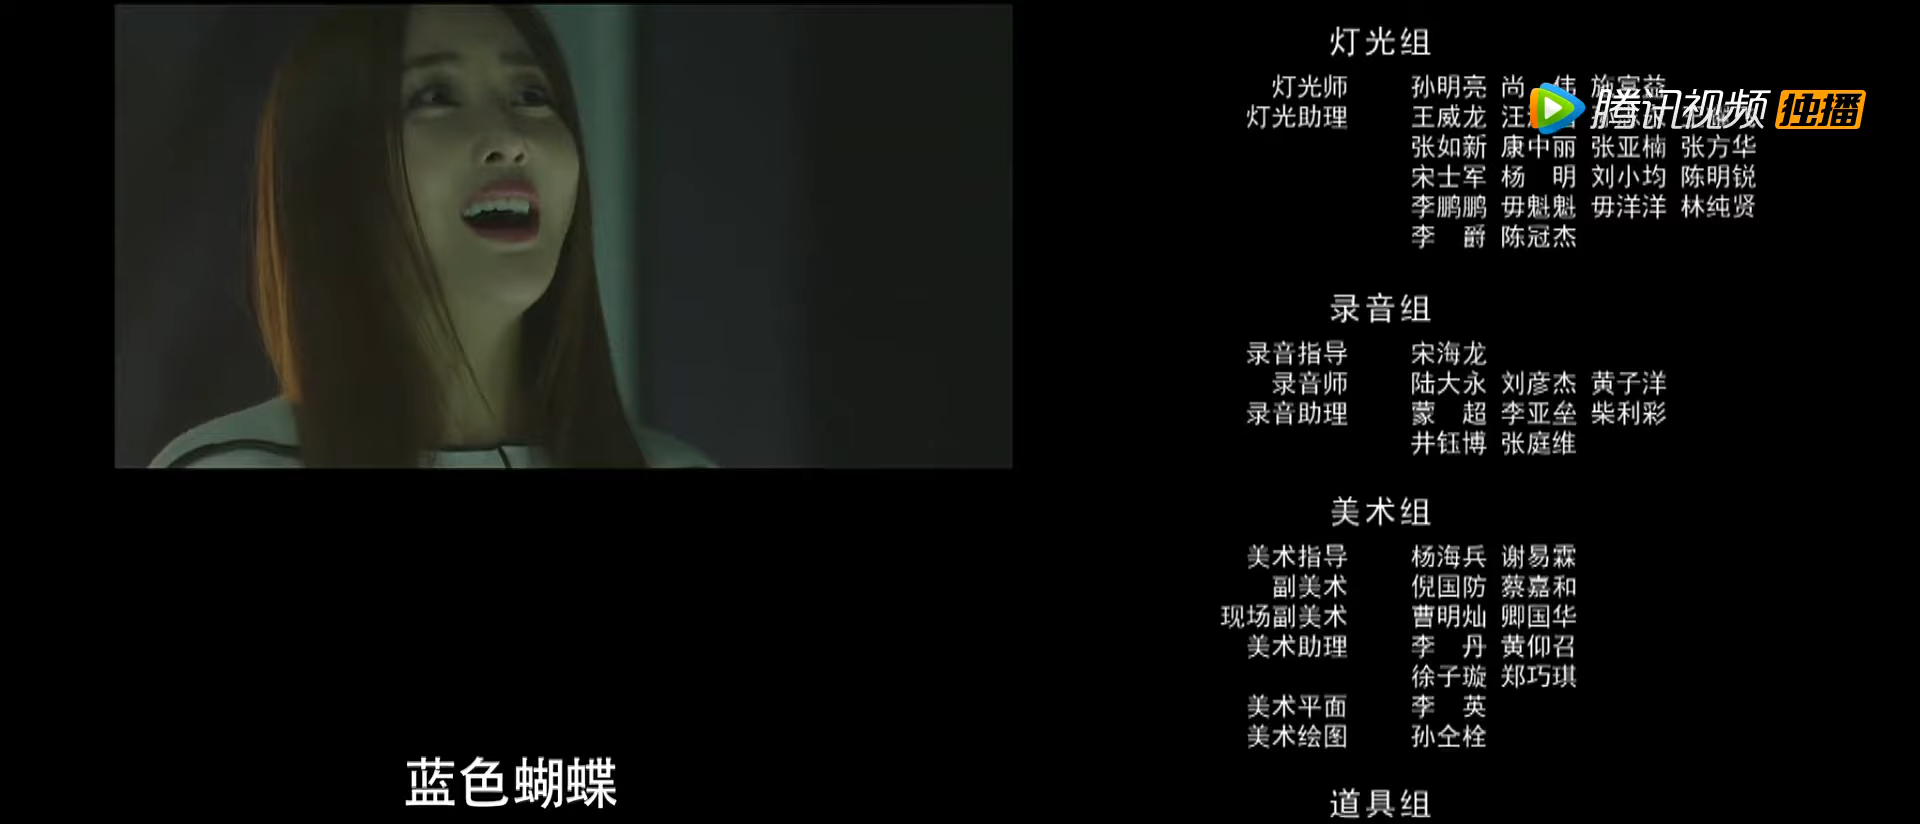 灯光组
灯光师 孙明亮 尚 伟 施富益
腾讯视频 独播
灯光助理 王威龙 汪
张如新 康中丽 张亚楠 张方华
宋士军 杨 明 刘小均 陈明锐
李鹏鹏 毋魁魁 毋洋洋 林纯贤
李 爵 陈冠杰
录音组
录音指导 宋海龙
录音师 陆大永 刘彦杰 黄子洋
录音助理 蒙 超 李亚垒 柴利彩
井钰博 张庭维
美术组
美术指导 杨海兵 谢易霖
副美术 倪国防 蔡嘉和
现场副美术 曹明灿 卿国华
美术助理 李 丹 黄仰召
徐子璇 郑巧琪
美术平面 李 英
美术绘图 孙仝栓
道具组
蓝色蝴蝶